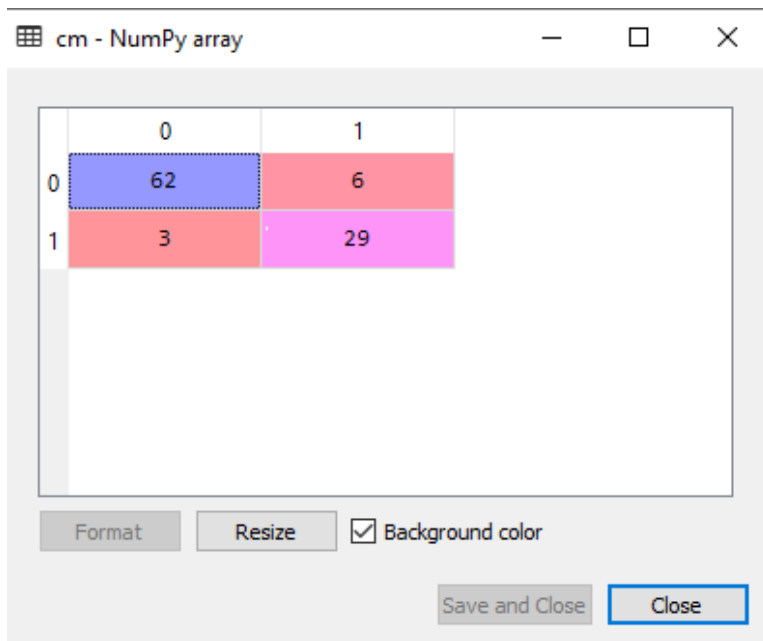 cm - NumPy array
0 1
0 62 6
1 3 29
Format Resize Background color
Save and Close Close